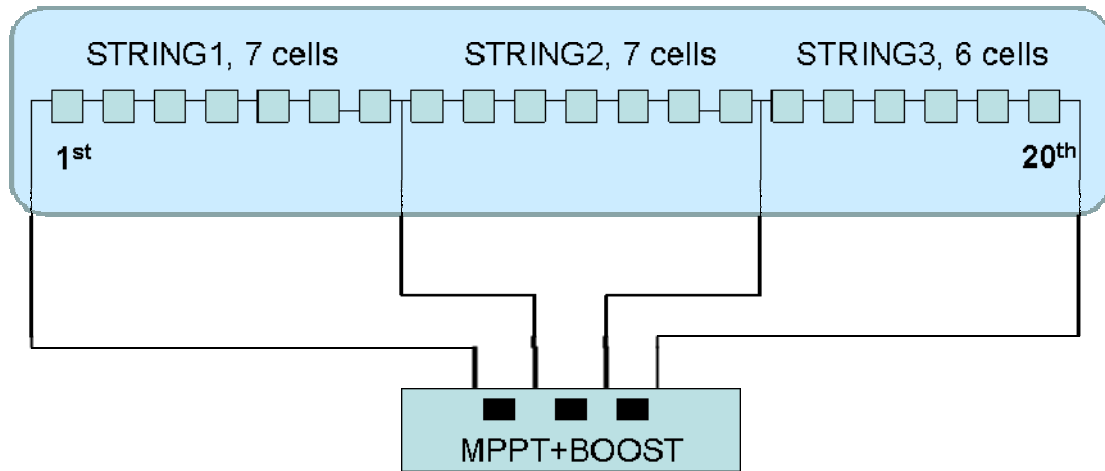 STRING1, 7 cells
STRING2, 7 cells
STRING3, 6 cells
1st
20th
MPPT+BOOST